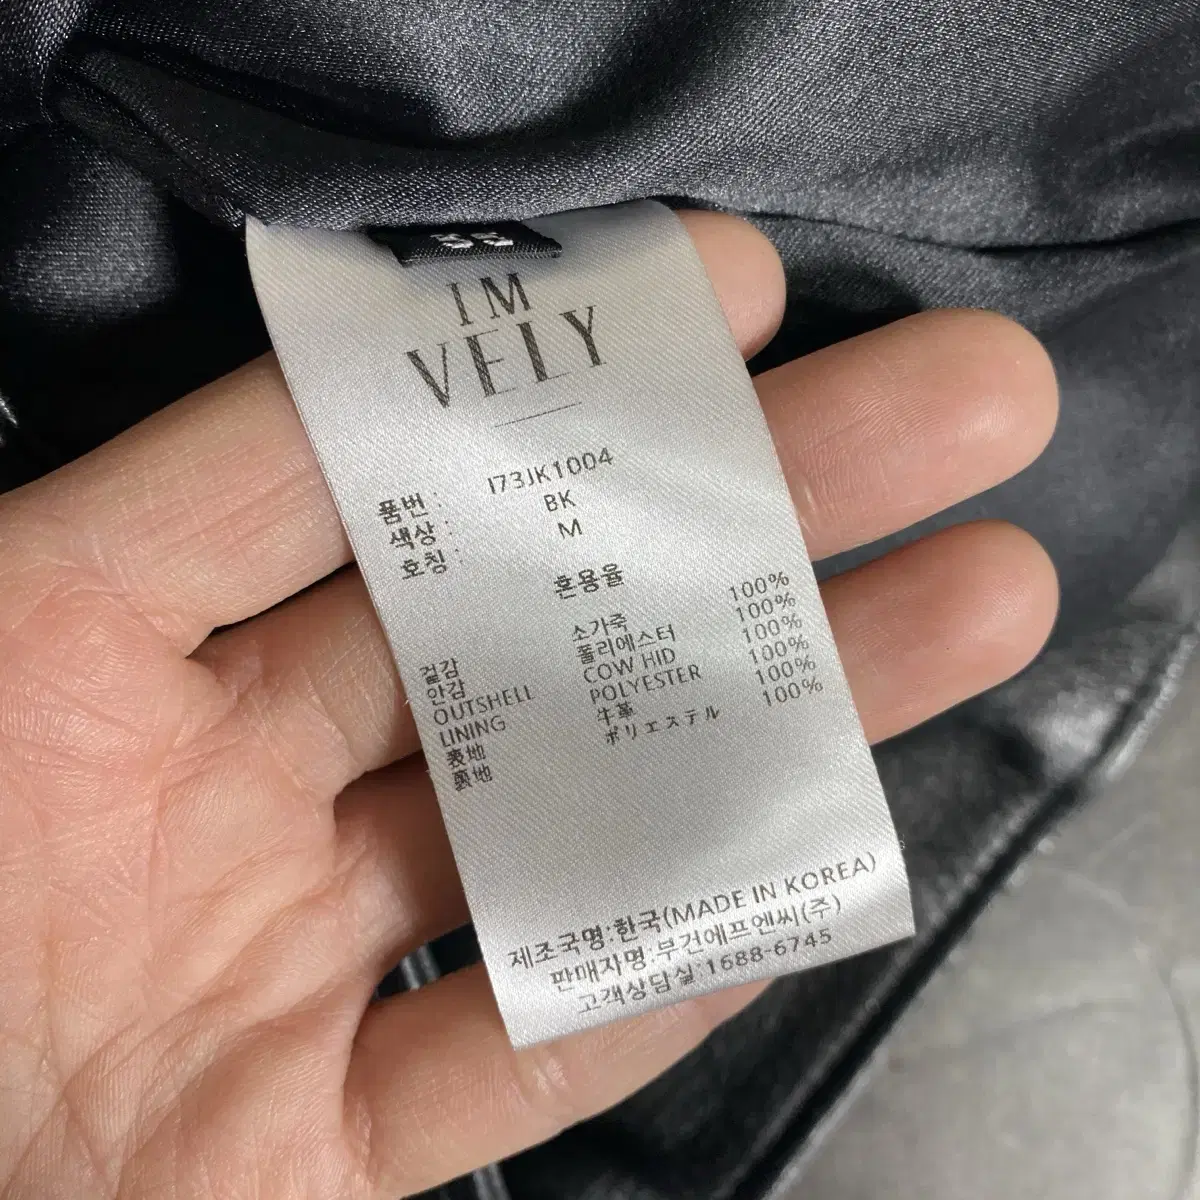 55
IM
VELY
품번 : I73JK1004
색상 : BK
호칭 : M
혼용율
겉감 소가죽 100%
안감 폴리에스터 100%
OUTSHELL COW HID 100%
LINING POLYESTER 100%
表地 牛革 100%
裏地 ポリエステル 100%
제조국명:한국(MADE IN KOREA)
판매자명:부건에프엔씨(주)
고객상담실:1688-6745